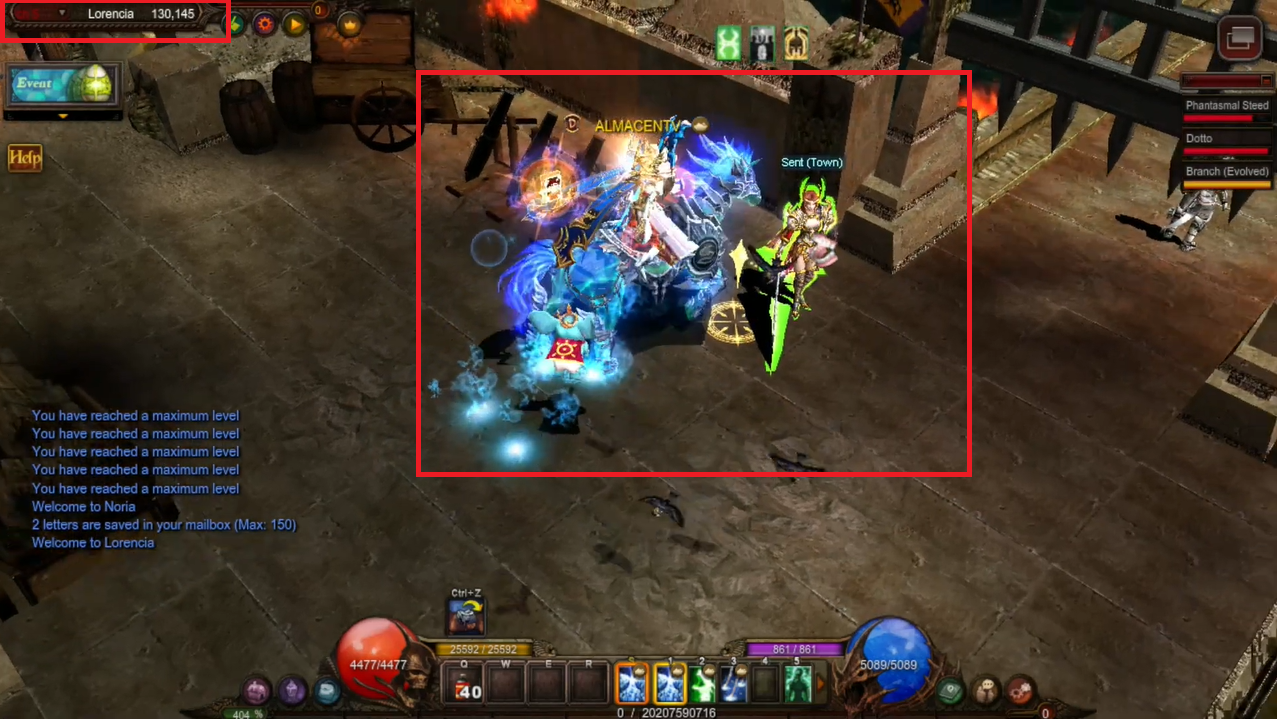 Lorencia 130,145
0
Event
Help
D
ALMACENTV
Sent (Town)
Phantasmal Steed
Dotto
Branch (Evolved)
You have reached a maximum level
You have reached a maximum level
You have reached a maximum level
You have reached a maximum level
You have reached a maximum level
Welcome to Noria
2 letters are saved in your mailbox (Max: 150)
Welcome to Lorencia
Ctrl+Z
25592 / 25592
861 / 861
4477/4477
Q W E R
1 2 3 4 5
40
5089/5089
404 %
0 / 20207590716
0